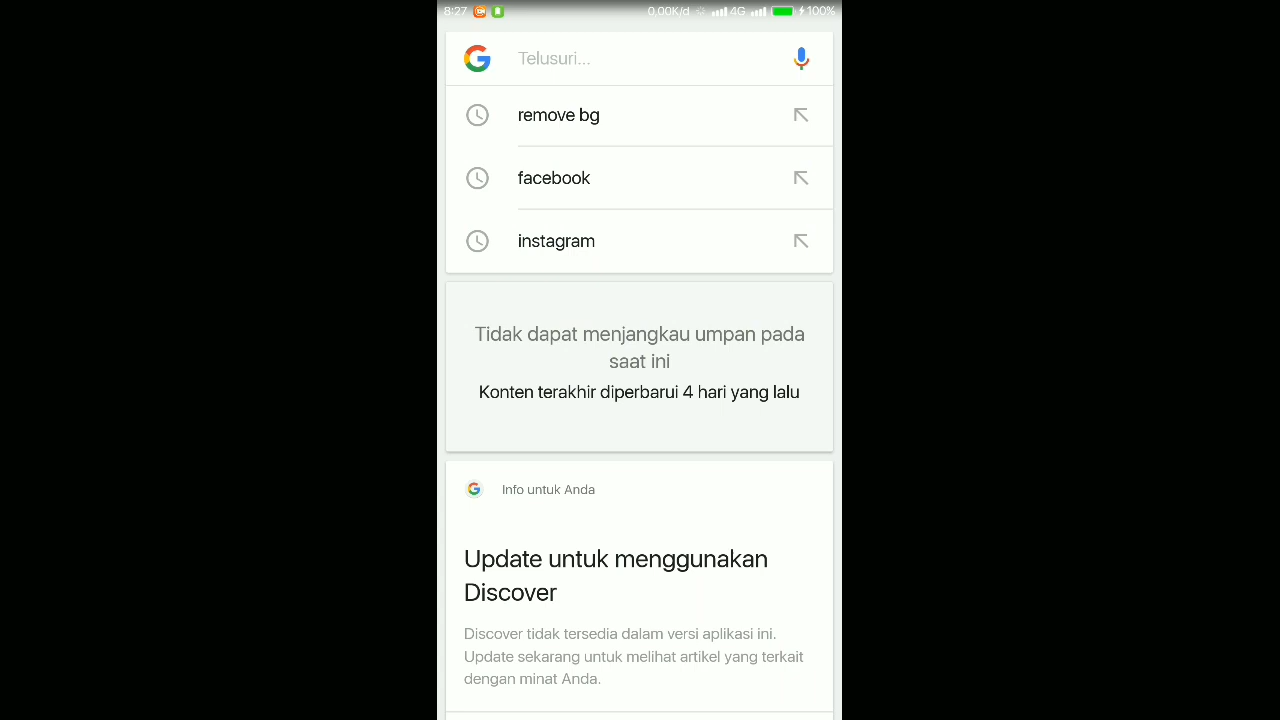 8:27 0,00K/d 4G 100%
Telusuri...
remove bg
facebook
instagram
Tidak dapat menjangkau umpan pada
saat ini
Konten terakhir diperbarui 4 hari yang lalu
Info untuk Anda
Update untuk menggunakan
Discover
Discover tidak tersedia dalam versi aplikasi ini.
Update sekarang untuk melihat artikel yang terkait
dengan minat Anda.